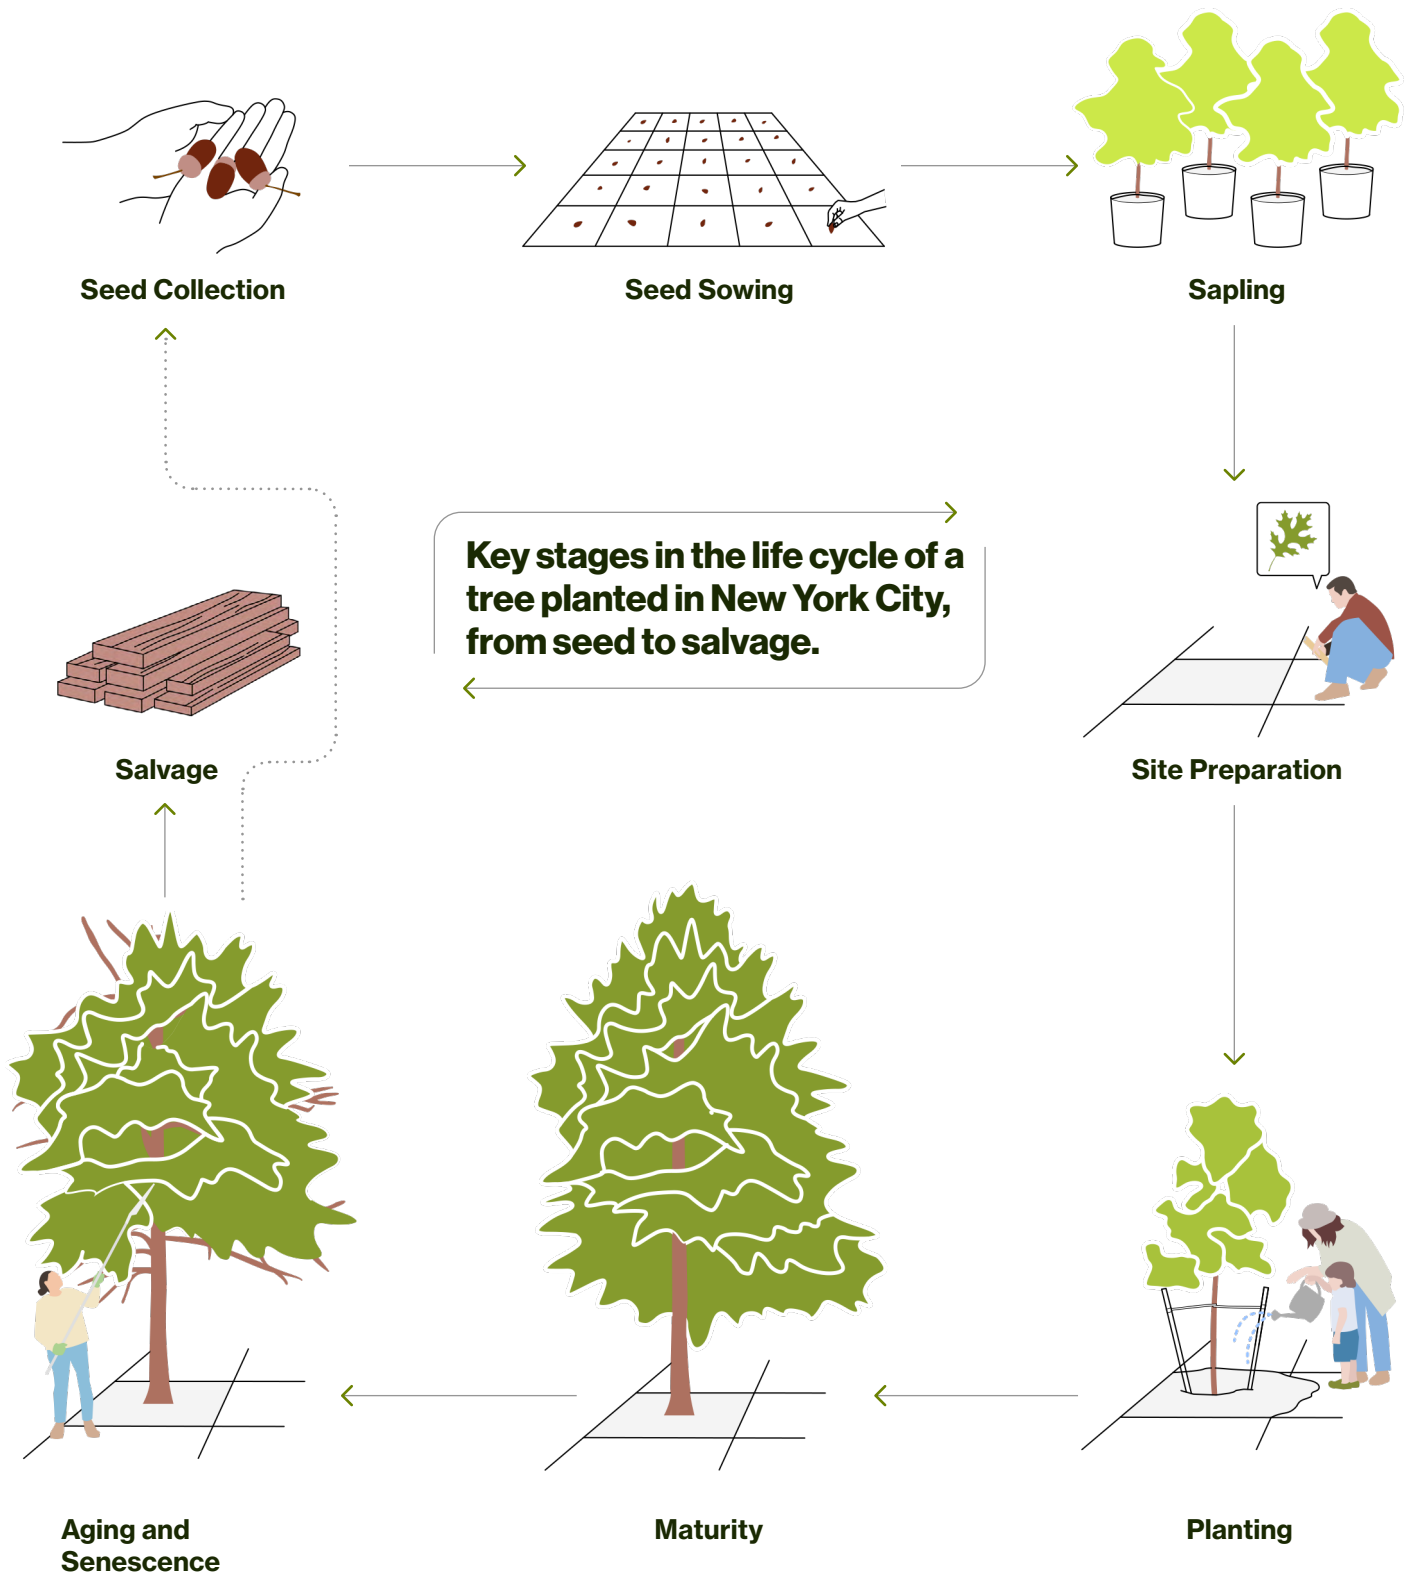 Seed Collection
Seed Sowing
Sapling
Key stages in the life cycle of a
tree planted in New York City,
from seed to salvage.
Salvage
Site Preparation
Aging and
Senescence
Maturity
Planting